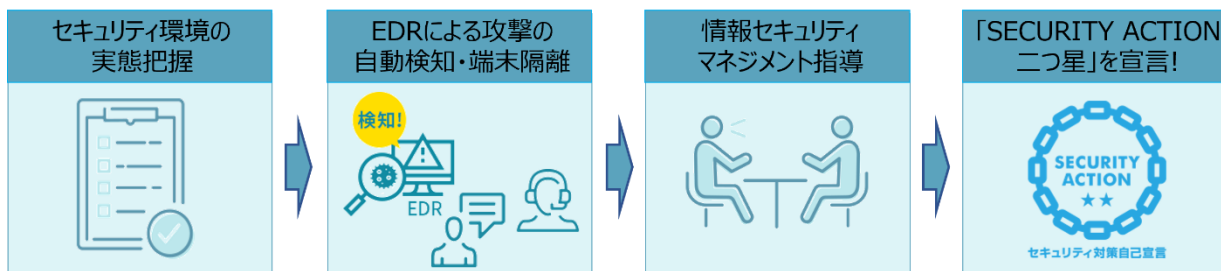 セキュリティ環境の
実態把握
EDRによる攻撃の
自動検知・端末隔離
検知!
EDR
情報セキュリティ
マネジメント指導
「SECURITY ACTION
二つ星」を宣言!
SECURITY
ACTION
★★
セキュリティ対策自己宣言